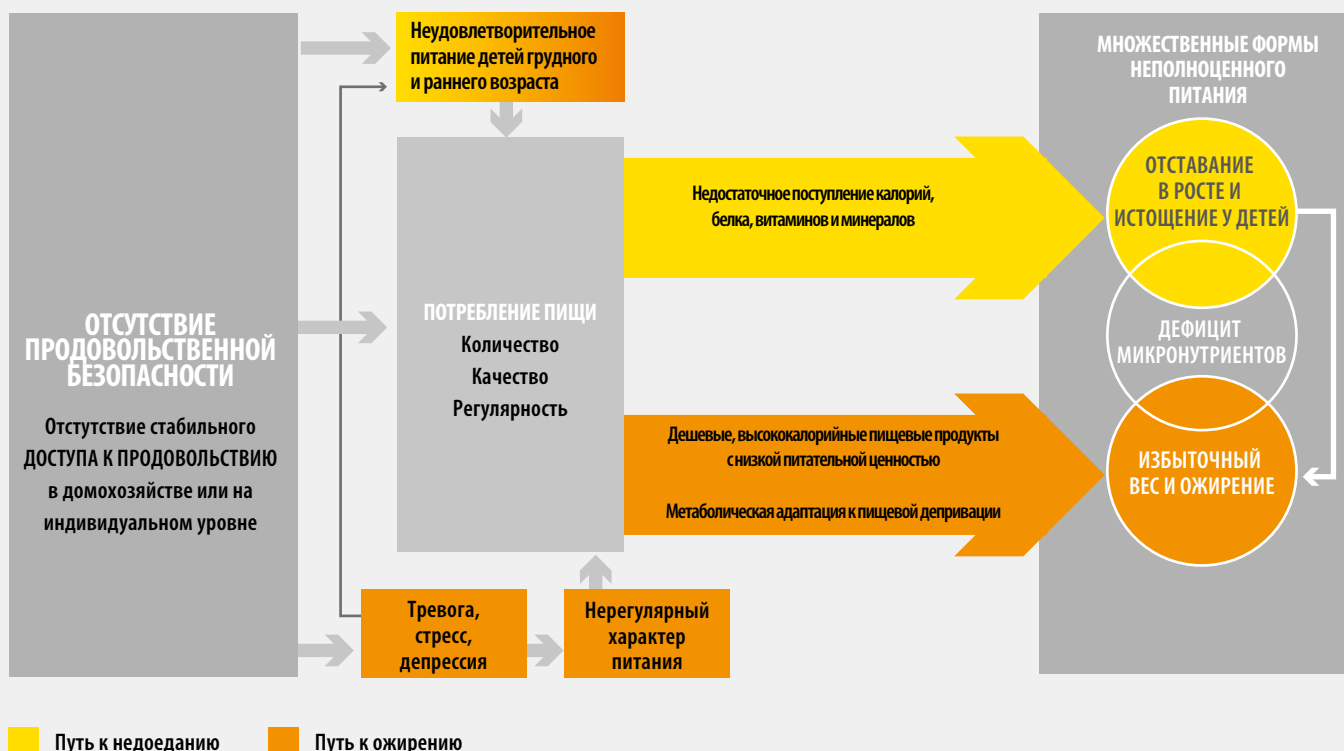 ОТСУТСТВИЕ
ПРОДОВОЛЬСТВЕННОЙ
БЕЗОПАСНОСТИ
Отстутствие стабильного
ДОСТУПА К ПРОДОВОЛЬСТВИЮ
в домохозяйстве или на
индивидуальном уровне
Неудовлетворительное
питание детей грудного
и раннего возраста
ПОТРЕБЛЕНИЕ ПИЩИ
Количество
Качество
Регулярность
Тревога,
стресс,
депрессия
Нерегулярный
характер
питания
Недостаточное поступление калорий,
белка, витаминов и минералов
Дешевые, высококалорийные пищевые продукты
с низкой питательной ценностью
Метаболическая адаптация к пищевой депривации
МНОЖЕСТВЕННЫЕ ФОРМЫ
НЕПОЛНОЦЕННОГО
ПИТАНИЯ
ОТСТАВАНИЕ
В РОСТЕ И
ИСТОЩЕНИЕ У ДЕТЕЙ
ДЕФИЦИТ
МИКРОНУТРИЕНТОВ
ИЗБЫТОЧНЫЙ
ВЕС И ОЖИРЕНИЕ
Путь к недоеданию
Путь к ожирению